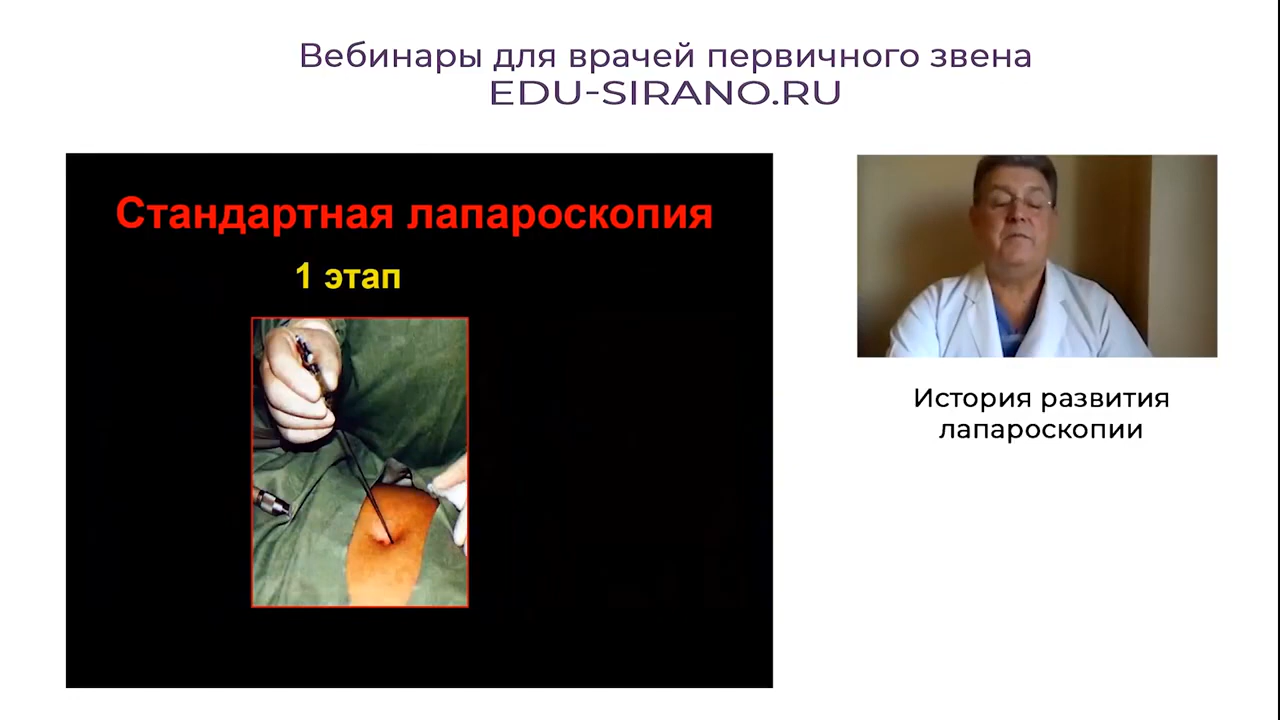 Вебинары для врачей первичного звена
EDU-SIRANO.RU
Стандартная лапароскопия
1 этап
История развития
лапароскопии